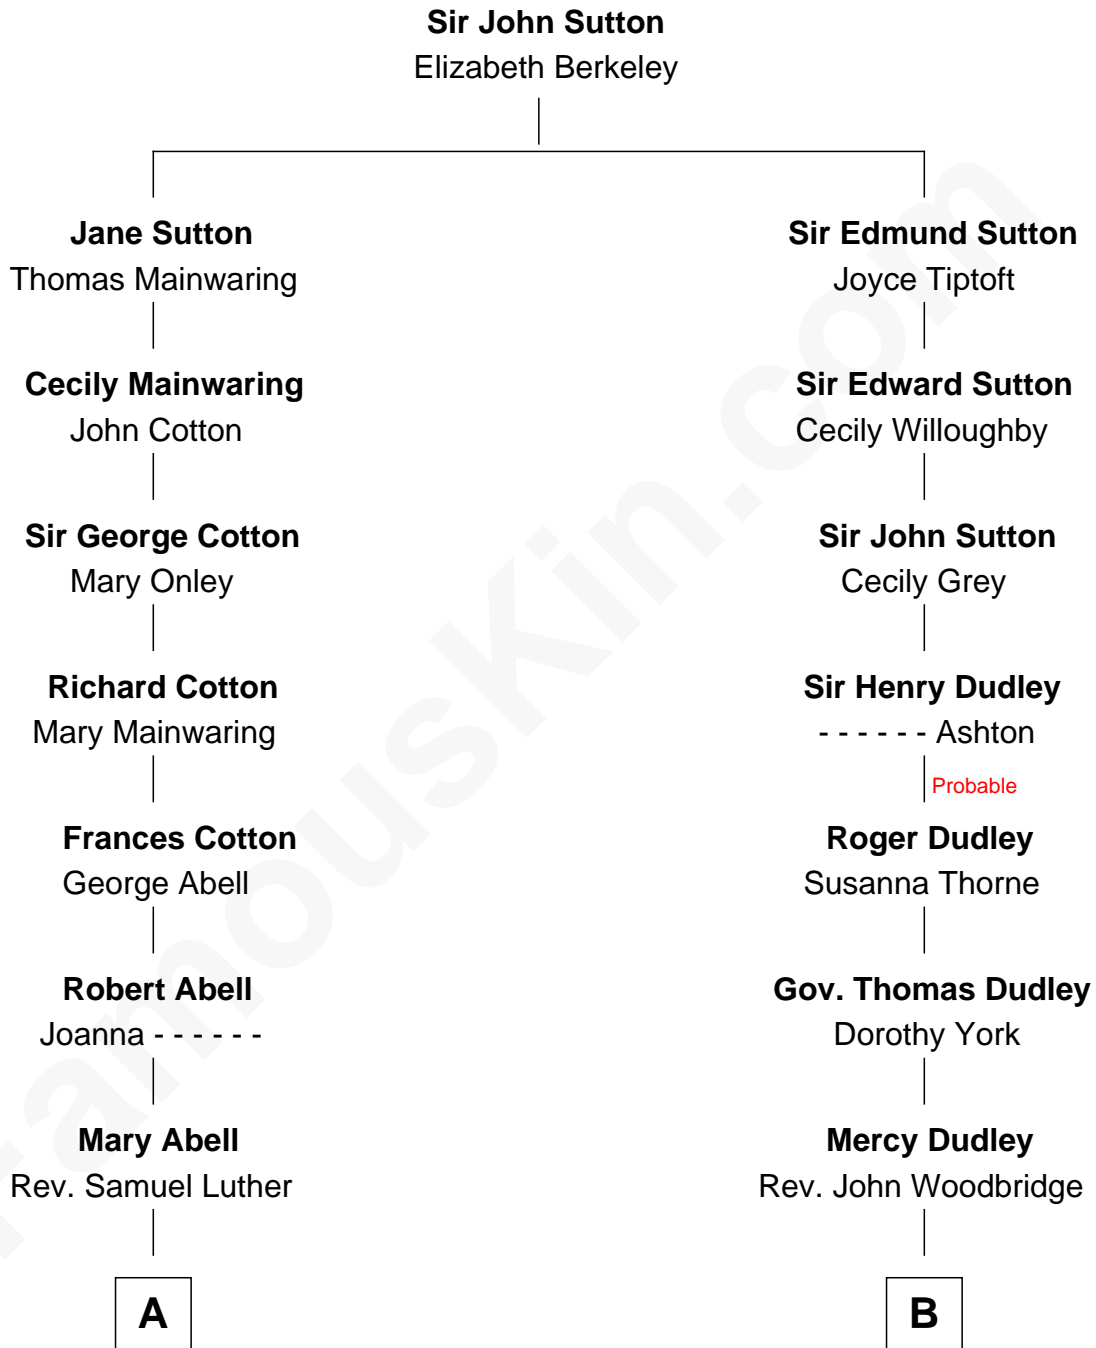 Sir John Sutton
Elizabeth Berkeley
Jane Sutton
Thomas Mainwaring
Sir Edmund Sutton
Joyce Tiptoft
Cecily Mainwaring
John Cotton
Sir Edward Sutton
Cecily Willoughby
Sir George Cotton
Mary Onley
Sir John Sutton
Cecily Grey
Richard Cotton
Mary Mainwaring
Sir Henry Dudley
- - - - - - Ashton
Probable
Frances Cotton
George Abell
Roger Dudley
Susanna Thorne
Robert Abell
Joanna - - - - - -
Gov. Thomas Dudley
Dorothy York
Mary Abell
Rev. Samuel Luther
Mercy Dudley
Rev. John Woodbridge
A
B
FamousKin.com